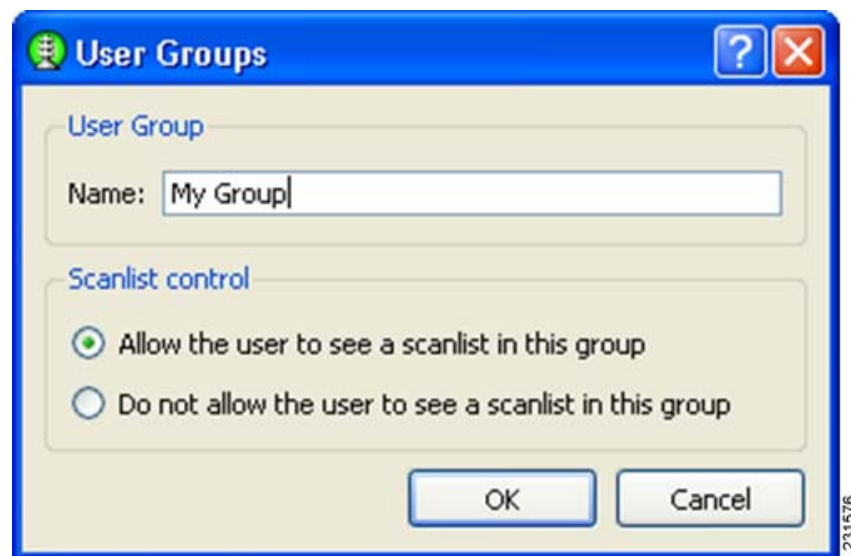 User Groups
User Group
Name: My Group
Scanlist control
Allow the user to see a scanlist in this group
Do not allow the user to see a scanlist in this group
OK Cancel
231576